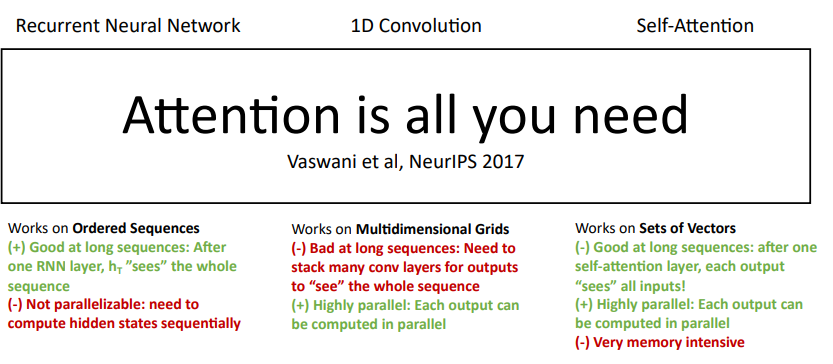 Recurrent Neural Network
1D Convolution
Self-Attention
Attention is all you need
Vaswani et al, NeurIPS 2017
Works on Ordered Sequences
(+) Good at long sequences: After
one RNN layer, hT ”sees” the whole
sequence
(-) Not parallelizable: need to
compute hidden states sequentially
Works on Multidimensional Grids
(-) Bad at long sequences: Need to
stack many conv layers for outputs
to “see” the whole sequence
(+) Highly parallel: Each output can
be computed in parallel
Works on Sets of Vectors
(-) Good at long sequences: after one
self-attention layer, each output
“sees” all inputs!
(+) Highly parallel: Each output can
be computed in parallel
(-) Very memory intensive